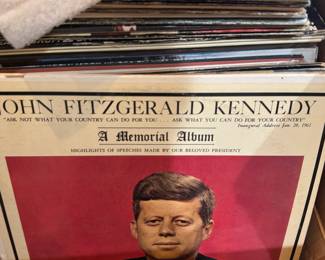 JOHN FITZGERALD KENNEDY
"ASK NOT WHAT YOUR COUNTRY CAN DO FOR YOU . . . ASK WHAT YOU CAN DO FOR YOUR COUNTRY"
Inaugural Address Jan. 20, 1961
A Memorial Album
HIGHLIGHTS OF SPEECHES MADE BY OUR BELOVED PRESIDENT